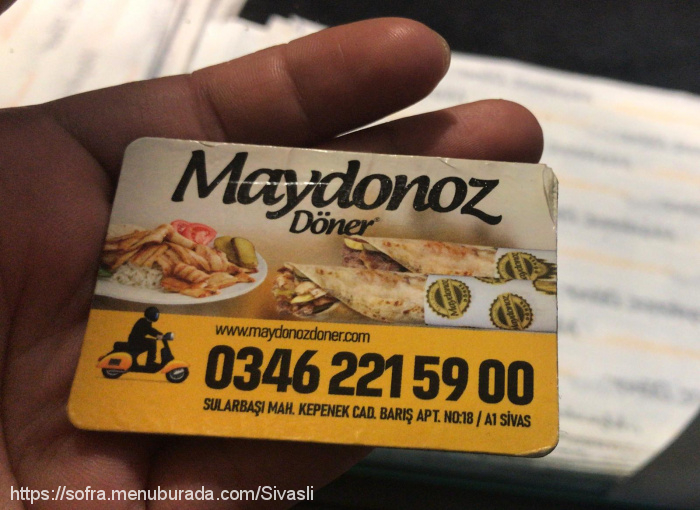 Maydonoz
Döner®
Maydonoz
www.maydonozdoner.com
0346 221 59 00
SULARBAŞI MAH. KEPENEK CAD. BARIŞ APT. NO:18 / A1 SİVAS
https://sofra.menuburada.com/Sivasli